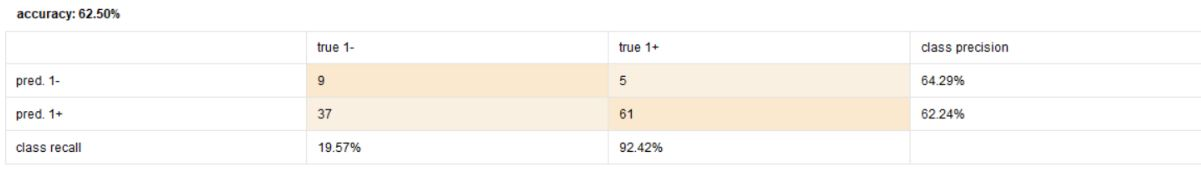 accuracy: 62.50%
true 1- true 1+ class precision
pred. 1- 9 5 64.29%
pred. 1+ 37 61 62.24%
class recall 19.57% 92.42%